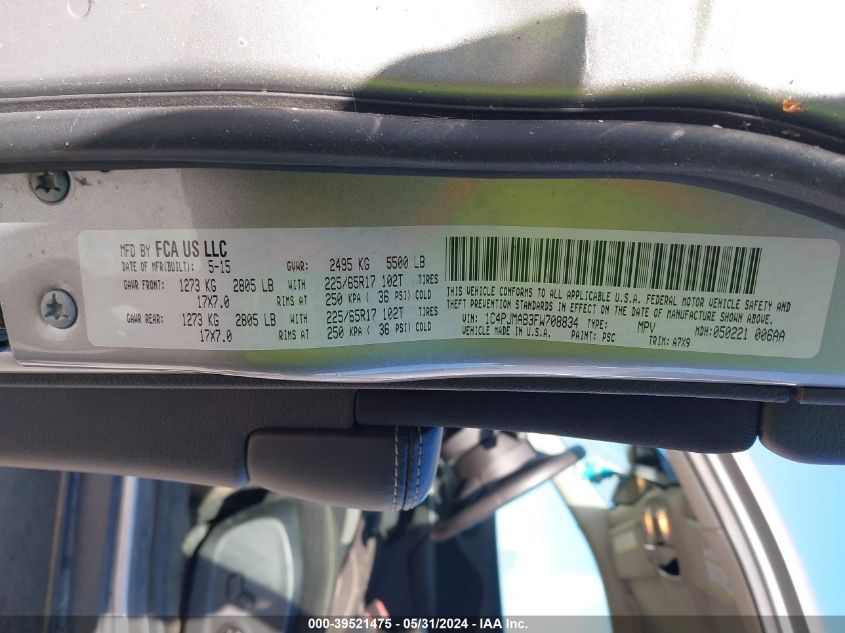 MFD BY FCA US LLC
DATE OF MFR(BUILT): 5-15 GVWR: 2495 KG 5500 LB
GAWR FRONT: 1273 KG 2805 LB WITH 225/65R17 102T TIRES
17X7.0 RIMS AT 250 KPA ( 36 PSI) COLD
GAWR REAR: 1273 KG 2805 LB WITH 225/65R17 102T TIRES
17X7.0 RIMS AT 250 KPA ( 36 PSI) COLD
THIS VEHICLE CONFORMS TO ALL APPLICABLE U.S.A. FEDERAL MOTOR VEHICLE SAFETY AND
THEFT PREVENTION STANDARDS IN EFFECT ON THE DATE OF MANUFACTURE SHOWN ABOVE.
VIN: 1C4PJMAB3FW708834 TYPE: MPV MDH:050221 006AA
VEHICLE MADE IN U.S.A. PAINT: PSC TRIM: A7X9
000-39521475 - 05/31/2024 - IAA Inc.